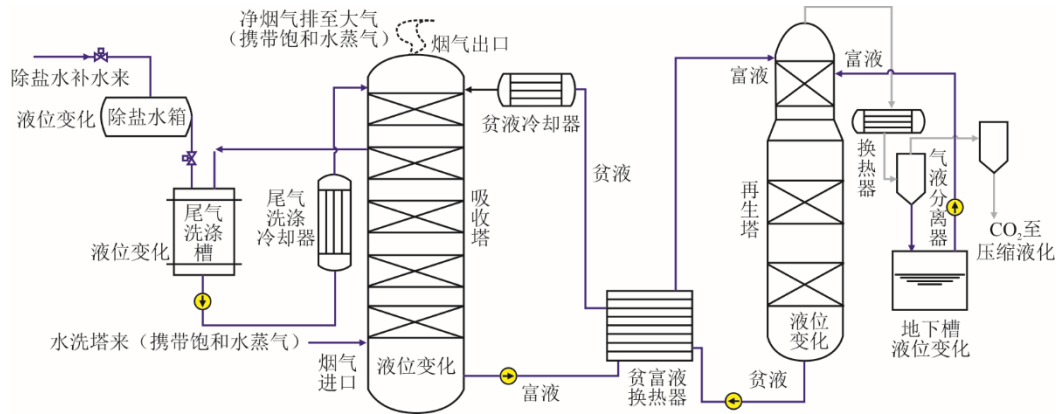 净烟气排至大气
（携带饱和水蒸气）
烟气出口
除盐水补水来
液位变化
除盐水箱
贫液冷却器
富液
富液
换热器
气液分离器
CO₂至
压缩液化
尾气
洗涤
槽
液位变化
尾气
洗涤
冷却器
吸收塔
贫液
再生塔
水洗塔来（携带饱和水蒸气）
烟气
进口
液位变化
富液
贫富液
换热器
贫液
液位
变化
地下槽
液位变化